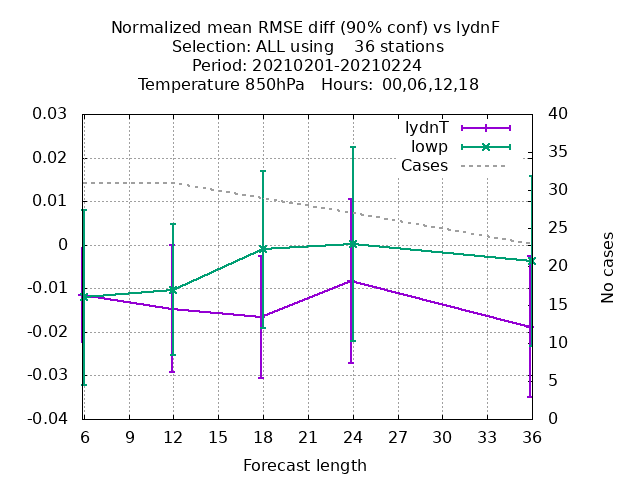 Normalized mean RMSE diff (90% conf) vs lydnF
Selection: ALL using    36 stations
Period: 20210201-20210224
Temperature 850hPa   Hours: 00,06,12,18
lydnT
lowp
Cases
0.03
0.02
0.01
0
-0.01
-0.02
-0.03
-0.04
40
35
30
25
20
15
10
5
0
No cases
6 9 12 15 18 21 24 27 30 33 36
Forecast length